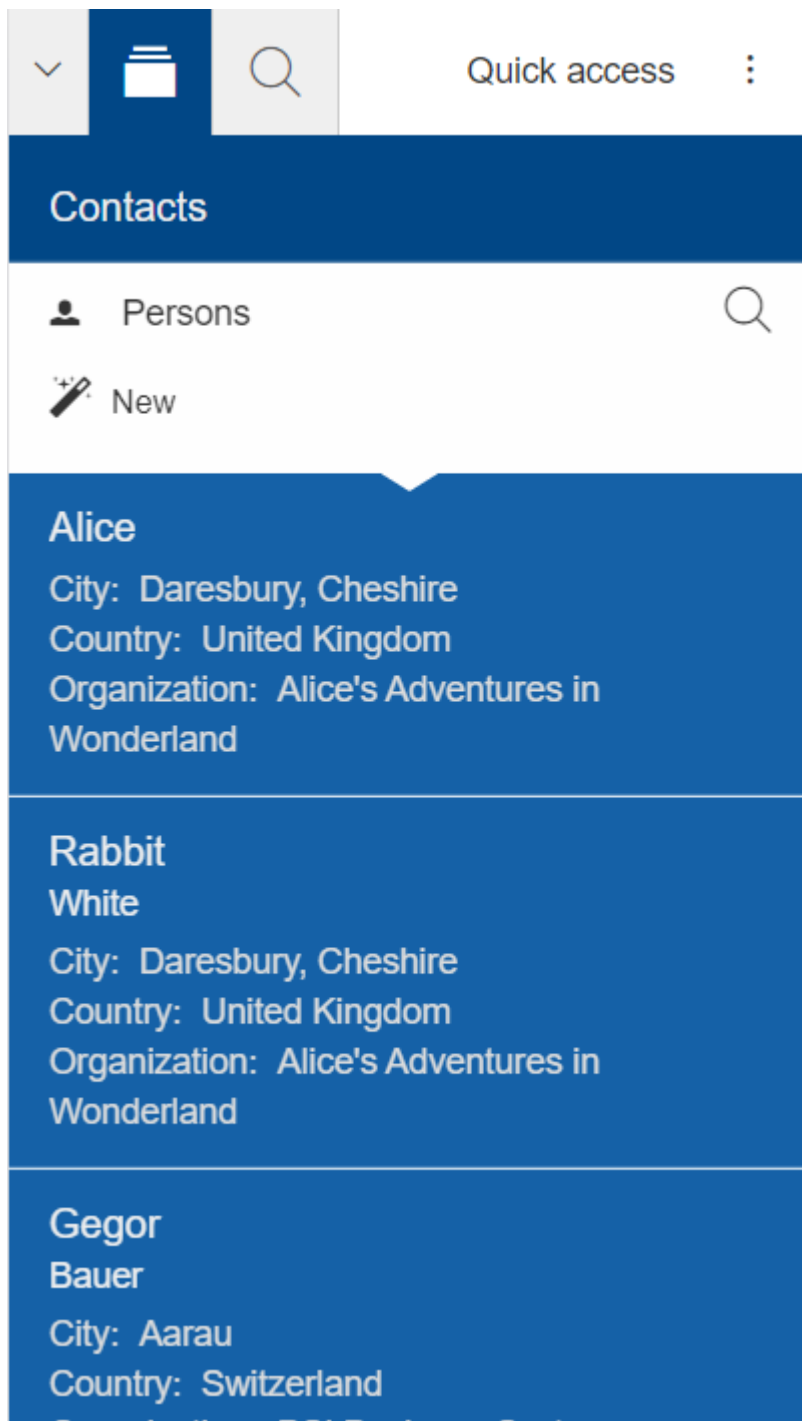 Quick access
Contacts
Persons
New
Alice
City: Daresbury, Cheshire
Country: United Kingdom
Organization: Alice's Adventures in
Wonderland
Rabbit
White
City: Daresbury, Cheshire
Country: United Kingdom
Organization: Alice's Adventures in
Wonderland
Gegor
Bauer
City: Aarau
Country: Switzerland